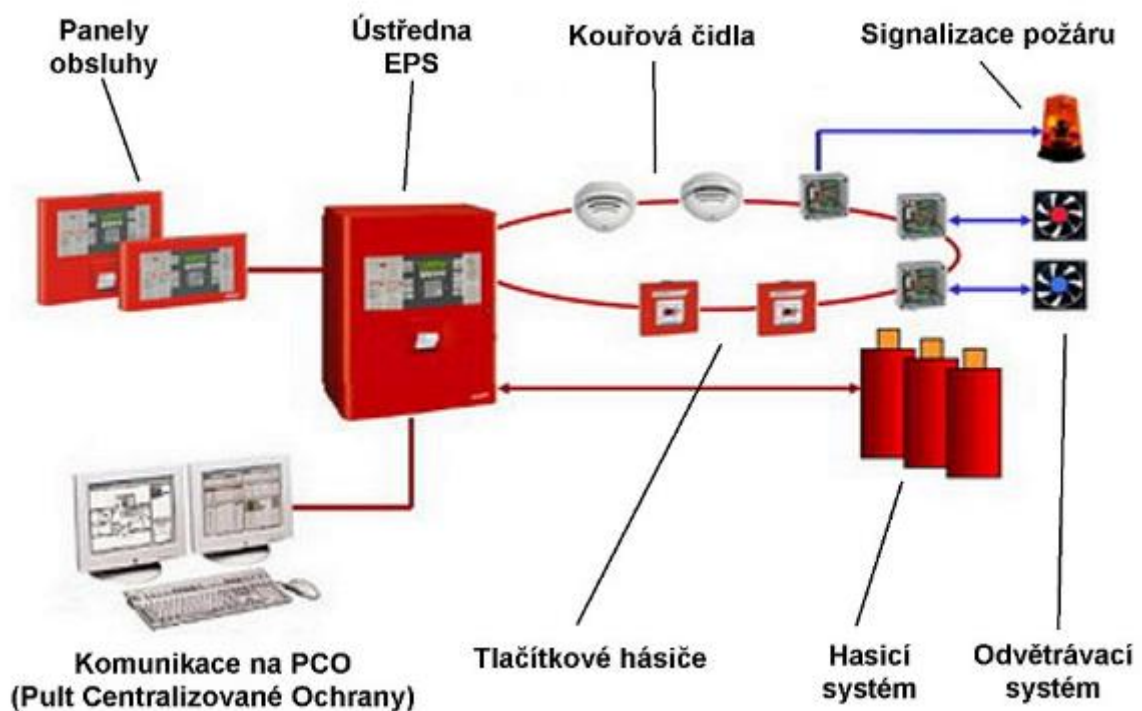 Panely
obsluhy
Ústředna
EPS
Kouřová čidla
Signalizace požáru
Komunikace na PCO
(Pult Centralizované Ochrany)
Tlačítkové hásiče
Hasicí
systém
Odvětrávací
systém